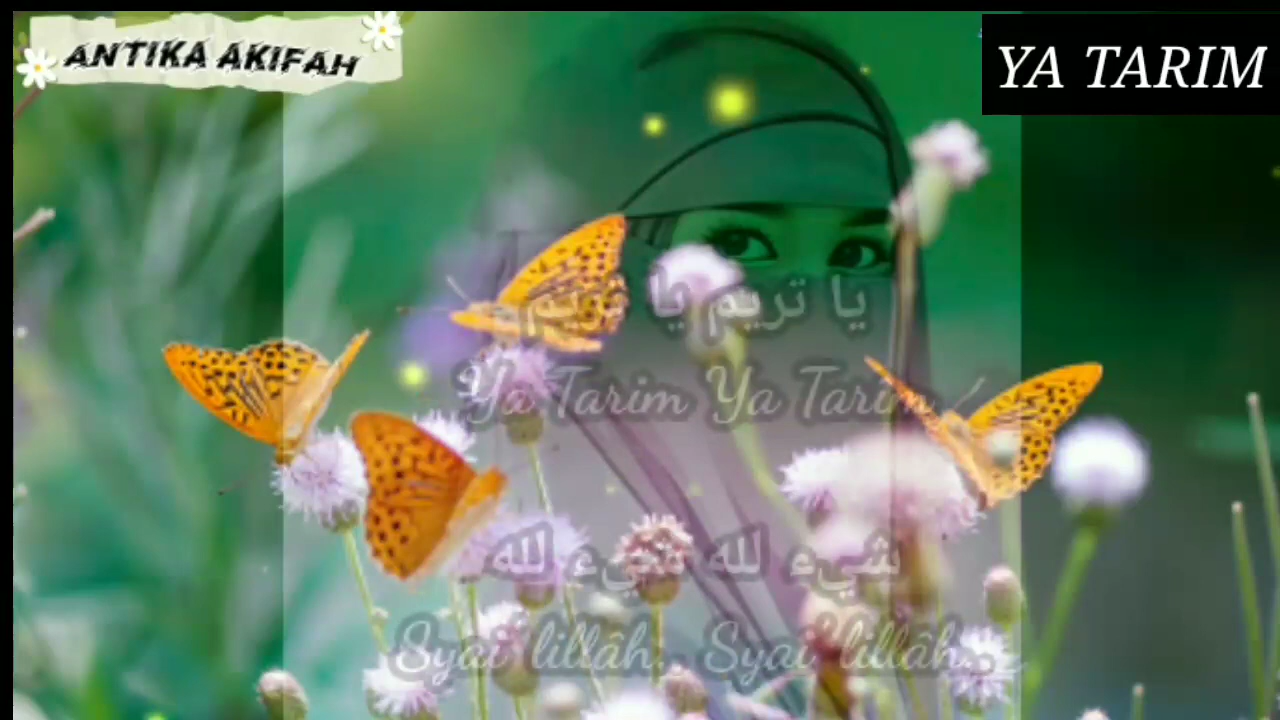 ANTIKA AKIFAH
YA TARIM
يا تريم يا تريم
Ya Tarim Ya Tarim
شيء لله شيء لله
Syai' lillâh.. Syai' lillâh..